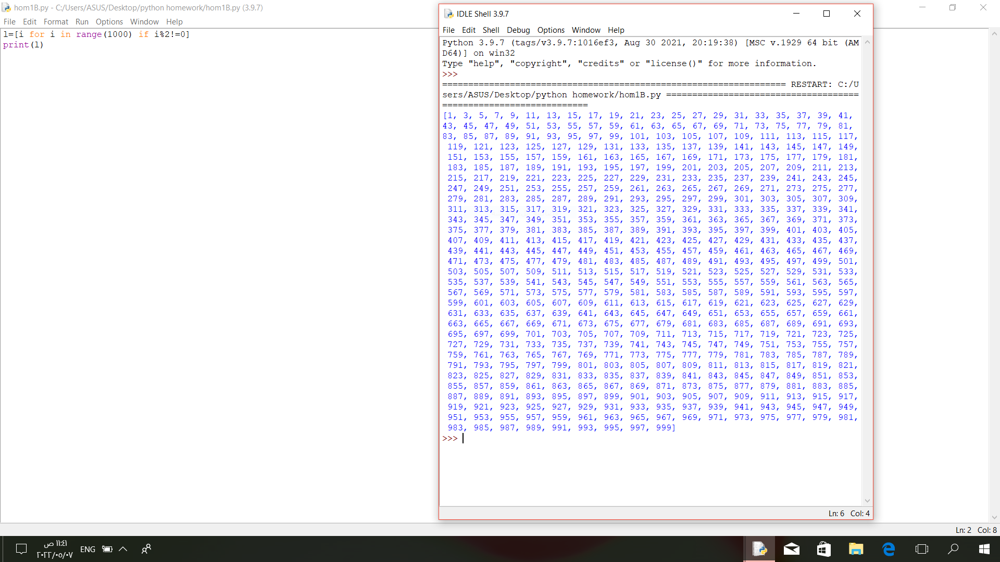 hom1B.py - C:/Users/ASUS/Desktop/python homework/hom1B.py (3.9.7)
File Edit Format Run Options Window Help
l=[i for i in range(1000) if i%2!=0]
print(l)
IDLE Shell 3.9.7
File Edit Shell Debug Options Window Help
Python 3.9.7 (tags/v3.9.7:1016ef3, Aug 30 2021, 20:19:38) [MSC v.1929 64 bit (AM
D64)] on win32
Type "help", "copyright", "credits" or "license()" for more information.
>>>
================================================================== RESTART: C:/U
sers/ASUS/Desktop/python homework/hom1B.py =====================================
============================
[1, 3, 5, 7, 9, 11, 13, 15, 17, 19, 21, 23, 25, 27, 29, 31, 33, 35, 37, 39, 41,
43, 45, 47, 49, 51, 53, 55, 57, 59, 61, 63, 65, 67, 69, 71, 73, 75, 77, 79, 81,
83, 85, 87, 89, 91, 93, 95, 97, 99, 101, 103, 105, 107, 109, 111, 113, 115, 117,
119, 121, 123, 125, 127, 129, 131, 133, 135, 137, 139, 141, 143, 145, 147, 149,
151, 153, 155, 157, 159, 161, 163, 165, 167, 169, 171, 173, 175, 177, 179, 181,
183, 185, 187, 189, 191, 193, 195, 197, 199, 201, 203, 205, 207, 209, 211, 213,
215, 217, 219, 221, 223, 225, 227, 229, 231, 233, 235, 237, 239, 241, 243, 245,
247, 249, 251, 253, 255, 257, 259, 261, 263, 265, 267, 269, 271, 273, 275, 277,
279, 281, 283, 285, 287, 289, 291, 293, 295, 297, 299, 301, 303, 305, 307, 309,
311, 313, 315, 317, 319, 321, 323, 325, 327, 329, 331, 333, 335, 337, 339, 341,
343, 345, 347, 349, 351, 353, 355, 357, 359, 361, 363, 365, 367, 369, 371, 373,
375, 377, 379, 381, 383, 385, 387, 389, 391, 393, 395, 397, 399, 401, 403, 405,
407, 409, 411, 413, 415, 417, 419, 421, 423, 425, 427, 429, 431, 433, 435, 437,
439, 441, 443, 445, 447, 449, 451, 453, 455, 457, 459, 461, 463, 465, 467, 469,
471, 473, 475, 477, 479, 481, 483, 485, 487, 489, 491, 493, 495, 497, 499, 501,
503, 505, 507, 509, 511, 513, 515, 517, 519, 521, 523, 525, 527, 529, 531, 533,
535, 537, 539, 541, 543, 545, 547, 549, 551, 553, 555, 557, 559, 561, 563, 565,
567, 569, 571, 573, 575, 577, 579, 581, 583, 585, 587, 589, 591, 593, 595, 597,
599, 601, 603, 605, 607, 609, 611, 613, 615, 617, 619, 621, 623, 625, 627, 629,
631, 633, 635, 637, 639, 641, 643, 645, 647, 649, 651, 653, 655, 657, 659, 661,
663, 665, 667, 669, 671, 673, 675, 677, 679, 681, 683, 685, 687, 689, 691, 693,
695, 697, 699, 701, 703, 705, 707, 709, 711, 713, 715, 717, 719, 721, 723, 725,
727, 729, 731, 733, 735, 737, 739, 741, 743, 745, 747, 749, 751, 753, 755, 757,
759, 761, 763, 765, 767, 769, 771, 773, 775, 777, 779, 781, 783, 785, 787, 789,
791, 793, 795, 797, 799, 801, 803, 805, 807, 809, 811, 813, 815, 817, 819, 821,
823, 825, 827, 829, 831, 833, 835, 837, 839, 841, 843, 845, 847, 849, 851, 853,
855, 857, 859, 861, 863, 865, 867, 869, 871, 873, 875, 877, 879, 881, 883, 885,
887, 889, 891, 893, 895, 897, 899, 901, 903, 905, 907, 909, 911, 913, 915, 917,
919, 921, 923, 925, 927, 929, 931, 933, 935, 937, 939, 941, 943, 945, 947, 949,
951, 953, 955, 957, 959, 961, 963, 965, 967, 969, 971, 973, 975, 977, 979, 981,
983, 985, 987, 989, 991, 993, 995, 997, 999]
>>>
Ln: 6 Col: 4
Ln: 2 Col: 8
١١:٤١ ص
ENG
٢٠٢٢/٠٥/٠٧